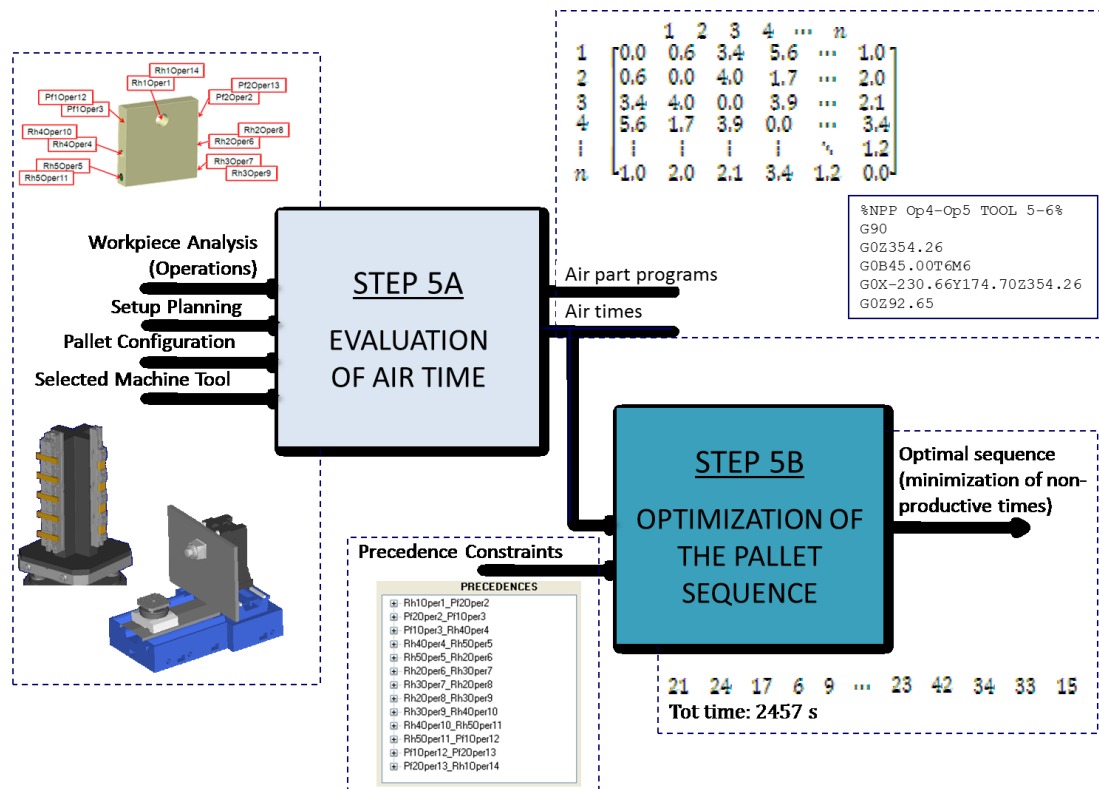 Rh1Oper14
Rh1Oper1
Pf1Oper12
Pf1Oper3
Pf2Oper13
Pf2Oper2
Rh4Oper10
Rh4Oper4
Rh2Oper8
Rh2Oper6
Rh5Oper5
Rh5Oper11
Rh3Oper7
Rh3Oper9
1 2 3 4 ⋯ n
1 0.0 0.6 3.4 5.6 ⋯ 1.0
2 0.6 0.0 4.0 1.7 ⋯ 2.0
3 3.4 4.0 0.0 3.9 ⋯ 2.1
4 5.6 1.7 3.9 0.0 ⋯ 3.4
⋮ ⋮ ⋮ ⋮ ⋮ ⋱ 1.2
n 1.0 2.0 2.1 3.4 1.2 0.0
%NPP Op4-Op5 TOOL 5-6%
G90
G0Z354.26
G0B45.00T6M6
G0X-230.66Y174.70Z354.26
G0Z92.65
Workpiece Analysis
(Operations)
Setup Planning
Pallet Configuration
Selected Machine Tool
STEP 5A
EVALUATION
OF AIR TIME
Air part programs
Air times
STEP 5B
OPTIMIZATION OF
THE PALLET
SEQUENCE
Optimal sequence
(minimization of non-
productive times)
Precedence Constraints
PRECEDENCES
Rh1Oper1_Pf2Oper2
Pf2Oper2_Pf1Oper3
Pf1Oper3_Rh4Oper4
Rh4Oper4_Rh5Oper5
Rh5Oper5_Rh2Oper6
Rh2Oper6_Rh3Oper7
Rh3Oper7_Rh2Oper8
Rh2Oper8_Rh3Oper9
Rh3Oper9_Rh4Oper10
Rh4Oper10_Rh5Oper11
Rh5Oper11_Pf1Oper12
Pf1Oper12_Pf2Oper13
Pf2Oper13_Rh1Oper14
21 24 17 6 9 ⋯ 23 42 34 33 15
Tot time: 2457 s